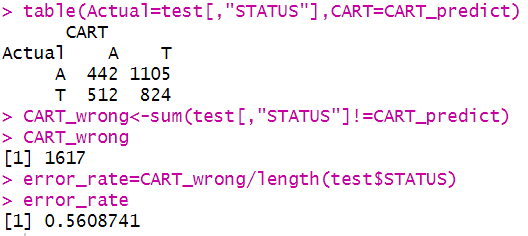 > table(Actual=test[,"STATUS"],CART=CART_predict)
      CART
Actual    A    T
     A  442 1105
     T  512  824
> CART_wrong<-sum(test[,"STATUS"]!=CART_predict)
> CART_wrong
[1] 1617
> error_rate=CART_wrong/length(test$STATUS)
> error_rate
[1] 0.5608741